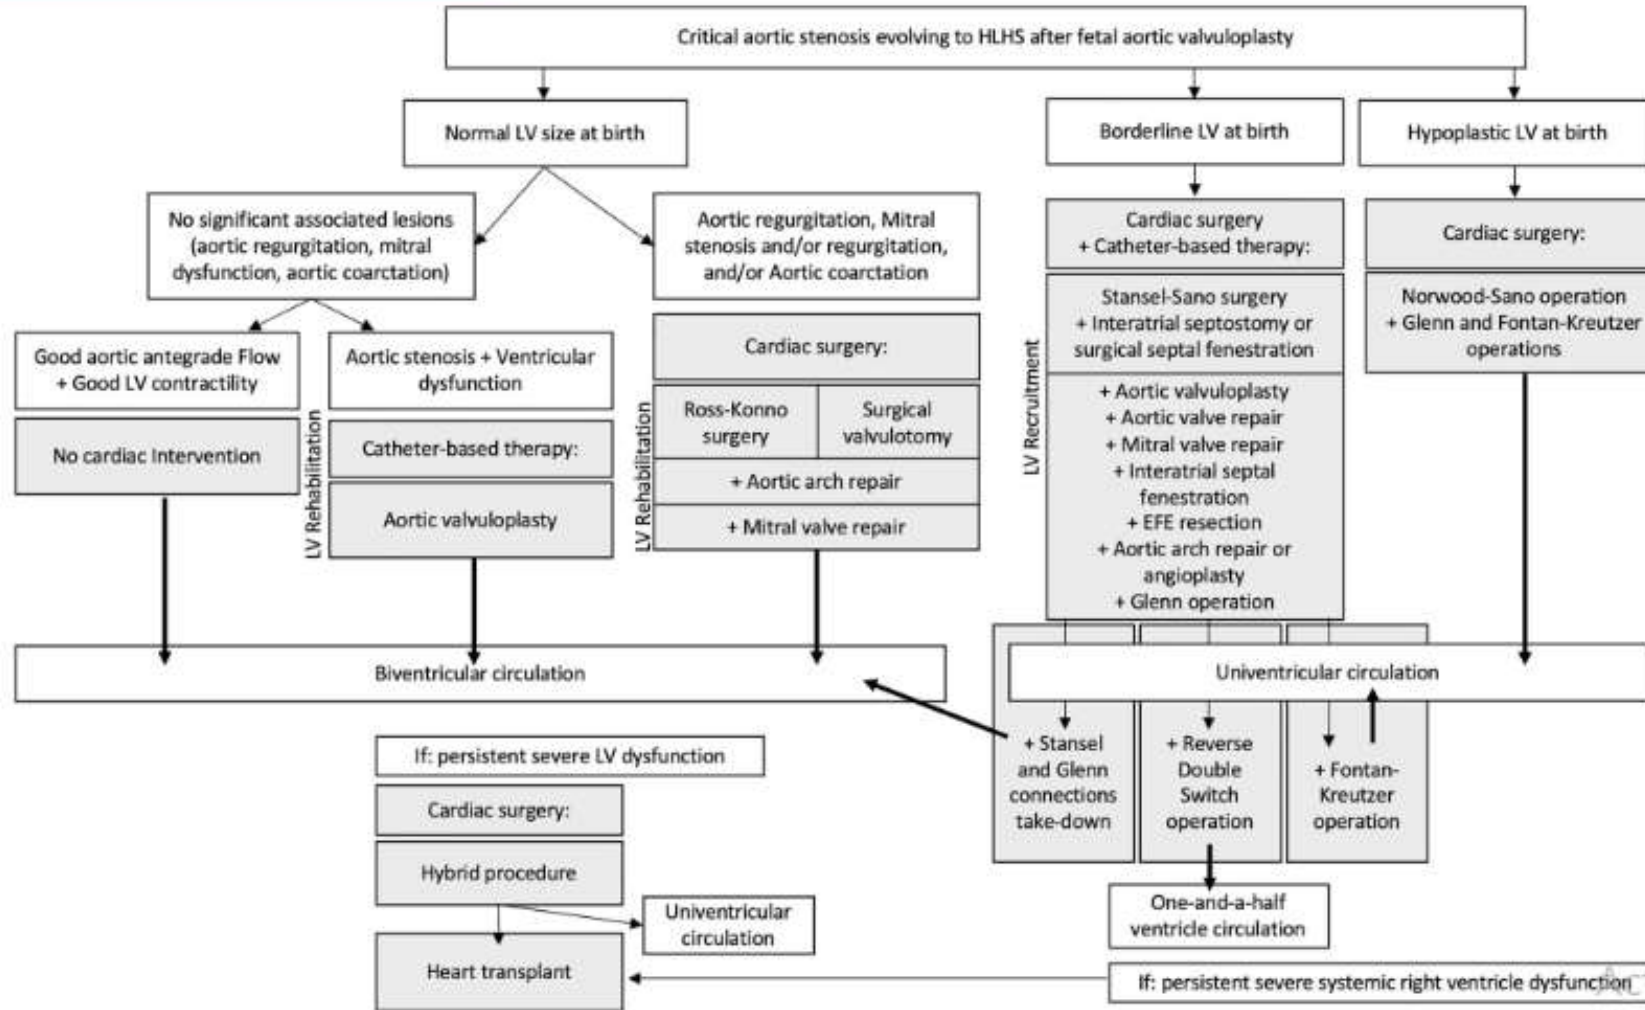 Critical aortic stenosis evolving to HLHS after fetal aortic valvuloplasty
Normal LV size at birth
Borderline LV at birth
Hypoplastic LV at birth
No significant associated lesions
(aortic regurgitation, mitral
dysfunction, aortic coarctation)
Aortic regurgitation, Mitral
stenosis and/or regurgitation,
and/or Aortic coarctation
Good aortic antegrade Flow
+ Good LV contractility
No cardiac Intervention
LV Rehabilitation
Aortic stenosis + Ventricular
dysfunction
Catheter-based therapy:
Aortic valvuloplasty
LV Rehabilitation
Cardiac surgery:
Ross-Konno
surgery
Surgical
valvulotomy
+ Aortic arch repair
+ Mitral valve repair
LV Recruitment
Cardiac surgery
+ Catheter-based therapy:
Stansel-Sano surgery
+ Interatrial septostomy or
surgical septal fenestration
+ Aortic valvuloplasty
+ Aortic valve repair
+ Mitral valve repair
+ Interatrial septal
fenestration
+ EFE resection
+ Aortic arch repair or
angioplasty
+ Glenn operation
Cardiac surgery:
Norwood-Sano operation
+ Glenn and Fontan-Kreutzer
operations
Biventricular circulation
Univentricular circulation
+ Stansel
and Glenn
connections
take-down
+ Reverse
Double
Switch
operation
+ Fontan-
Kreutzer
operation
One-and-a-half
ventricle circulation
If: persistent severe LV dysfunction
Cardiac surgery:
Hybrid procedure
Univentricular
circulation
Heart transplant
If: persistent severe systemic right ventricle dysfunction